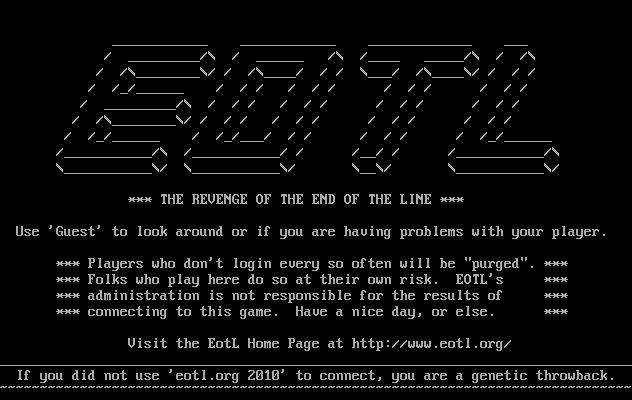 EOTL
*** THE REVENGE OF THE END OF THE LINE ***
Use 'Guest' to look around or if you are having problems with your player.
*** Players who don't login every so often will be "purged". ***
*** Folks who play here do so at their own risk.  EOTL's     ***
*** administration is not responsible for the results of     ***
*** connecting to this game.  Have a nice day, or else.      ***
Visit the EotL Home Page at http://www.eotl.org/
If you did not use 'eotl.org 2010' to connect, you are a genetic throwback.